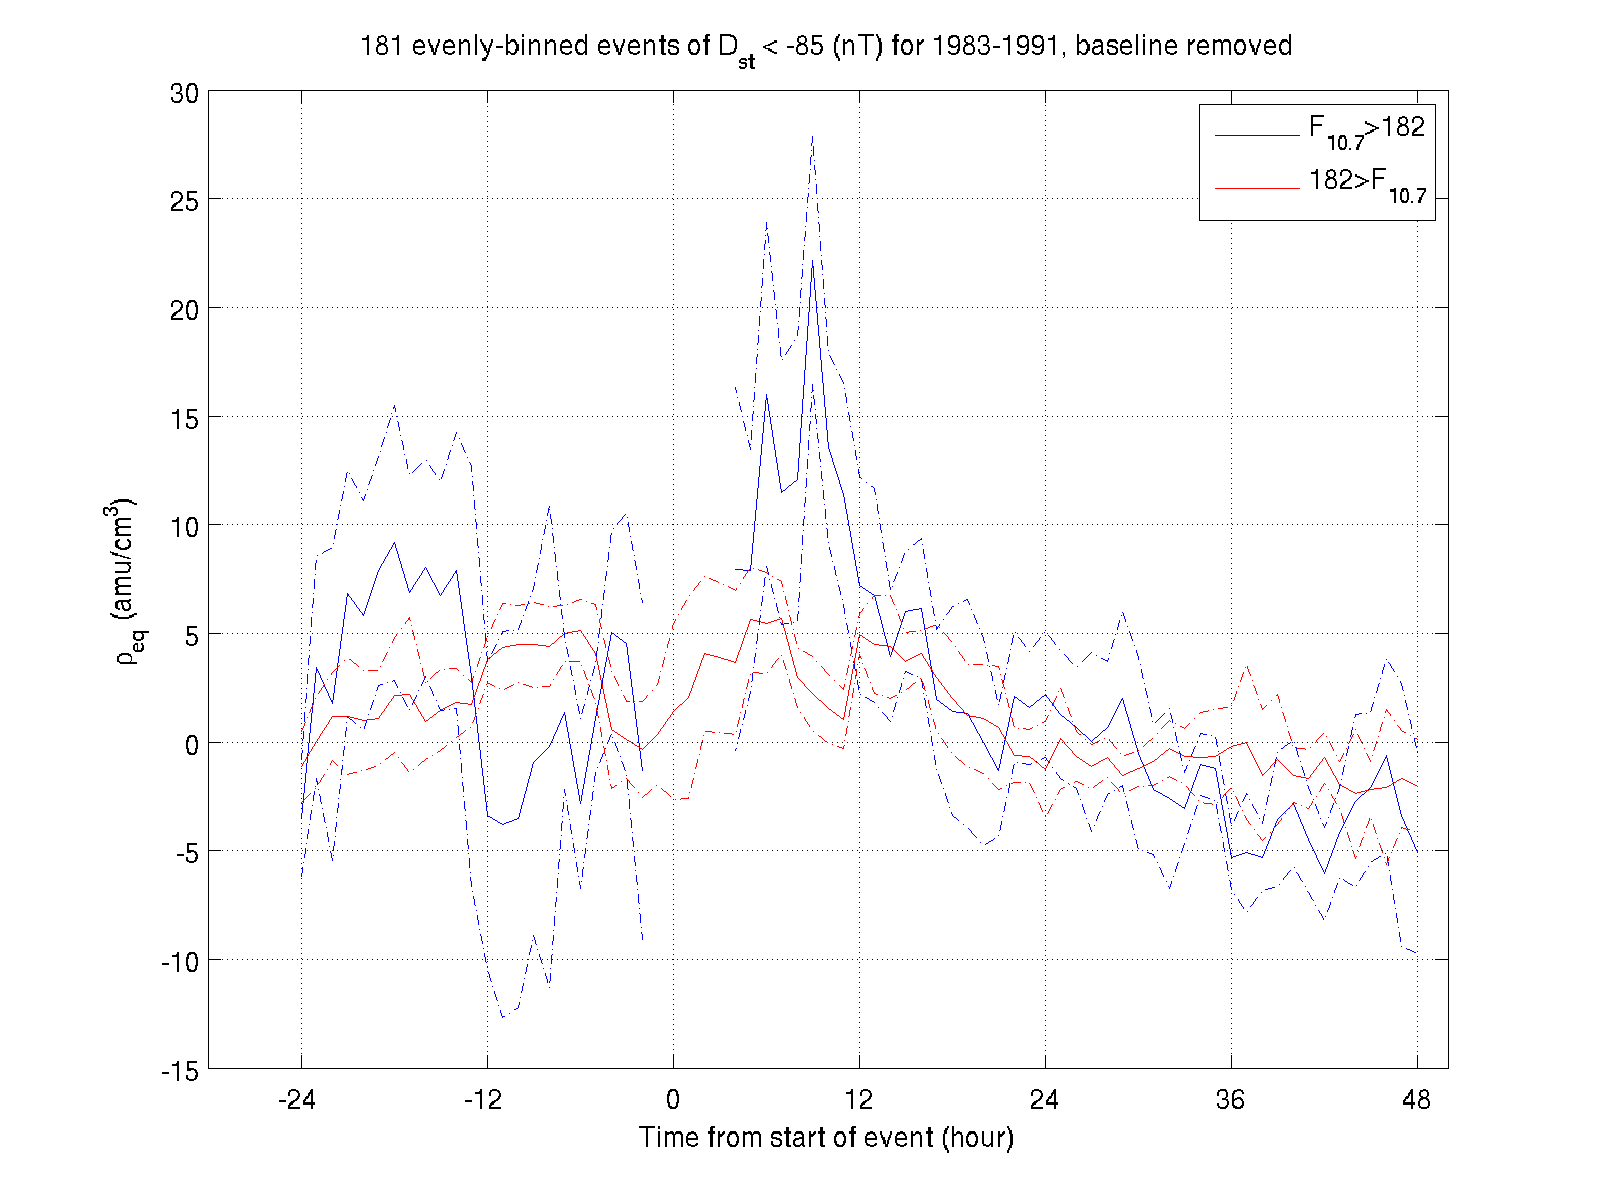 181 evenly-binned events of Dst < -85 (nT) for 1983-1991, baseline removed
F10.7>182
182>F10.7
30
25
20
15
10
5
0
-5
-10
-15
ρeq (amu/cm³)
-24 -12 0 12 24 36 48
Time from start of event (hour)